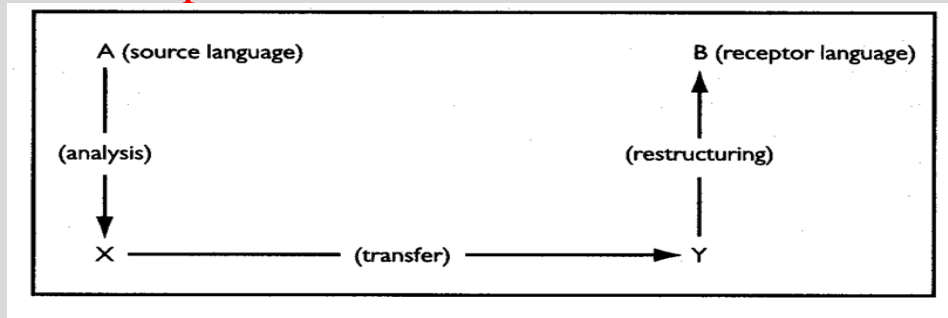 A (source language)
B (receptor language)
(analysis)
(restructuring)
X
(transfer)
Y